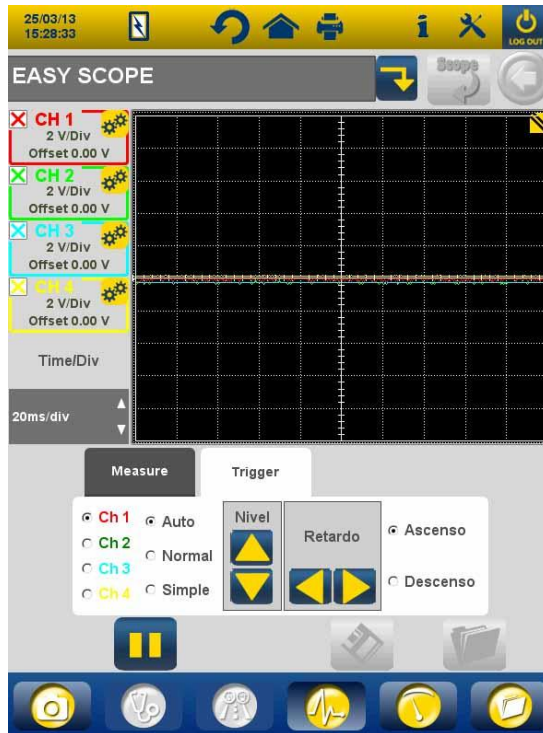 25/03/13
15:28:33
i
LOG OUT
EASY SCOPE
Scope
CH 1
2 V/Div
Offset 0.00 V
CH 2
2 V/Div
Offset 0.00 V
CH 3
2 V/Div
Offset 0.00 V
CH 4
2 V/Div
Offset 0.00 V
Time/Div
20ms/div
Measure
Trigger
Ch 1
Ch 2
Ch 3
Ch 4
Auto
Normal
Simple
Nivel
Retardo
Ascenso
Descenso